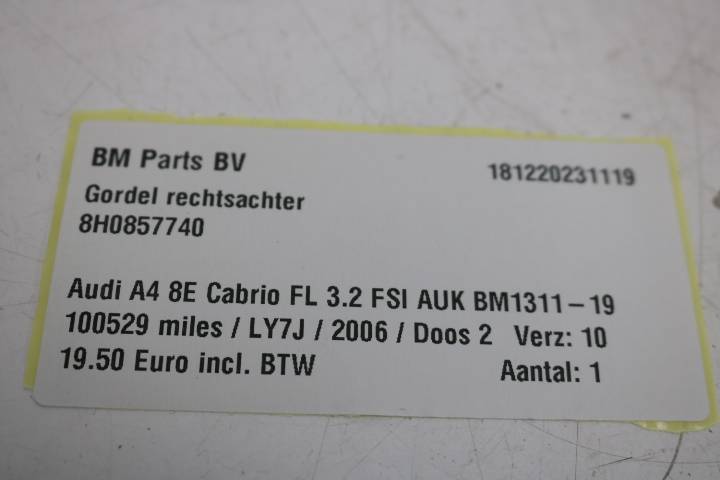 BM Parts BV 181220231119
Gordel rechtsachter
8H0857740
Audi A4 8E Cabrio FL 3.2 FSI AUK BM1311-19
100529 miles / LY7J / 2006 / Doos 2 Verz: 10
19.50 Euro incl. BTW Aantal: 1